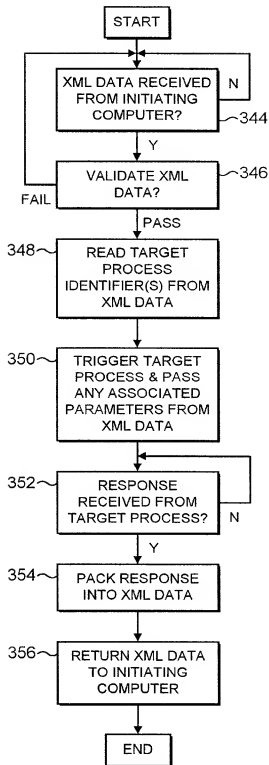 START
XML DATA RECEIVED
FROM INITIATING
COMPUTER?
N
344
Y
VALIDATE XML
DATA?
346
FAIL
PASS
348
READ TARGET
PROCESS
IDENTIFIER(S) FROM
XML DATA
350
TRIGGER TARGET
PROCESS & PASS
ANY ASSOCIATED
PARAMETERS FROM
XML DATA
352
RESPONSE
RECEIVED FROM
TARGET PROCESS?
N
Y
354
PACK RESPONSE
INTO XML DATA
356
RETURN XML DATA
TO INITIATING
COMPUTER
END